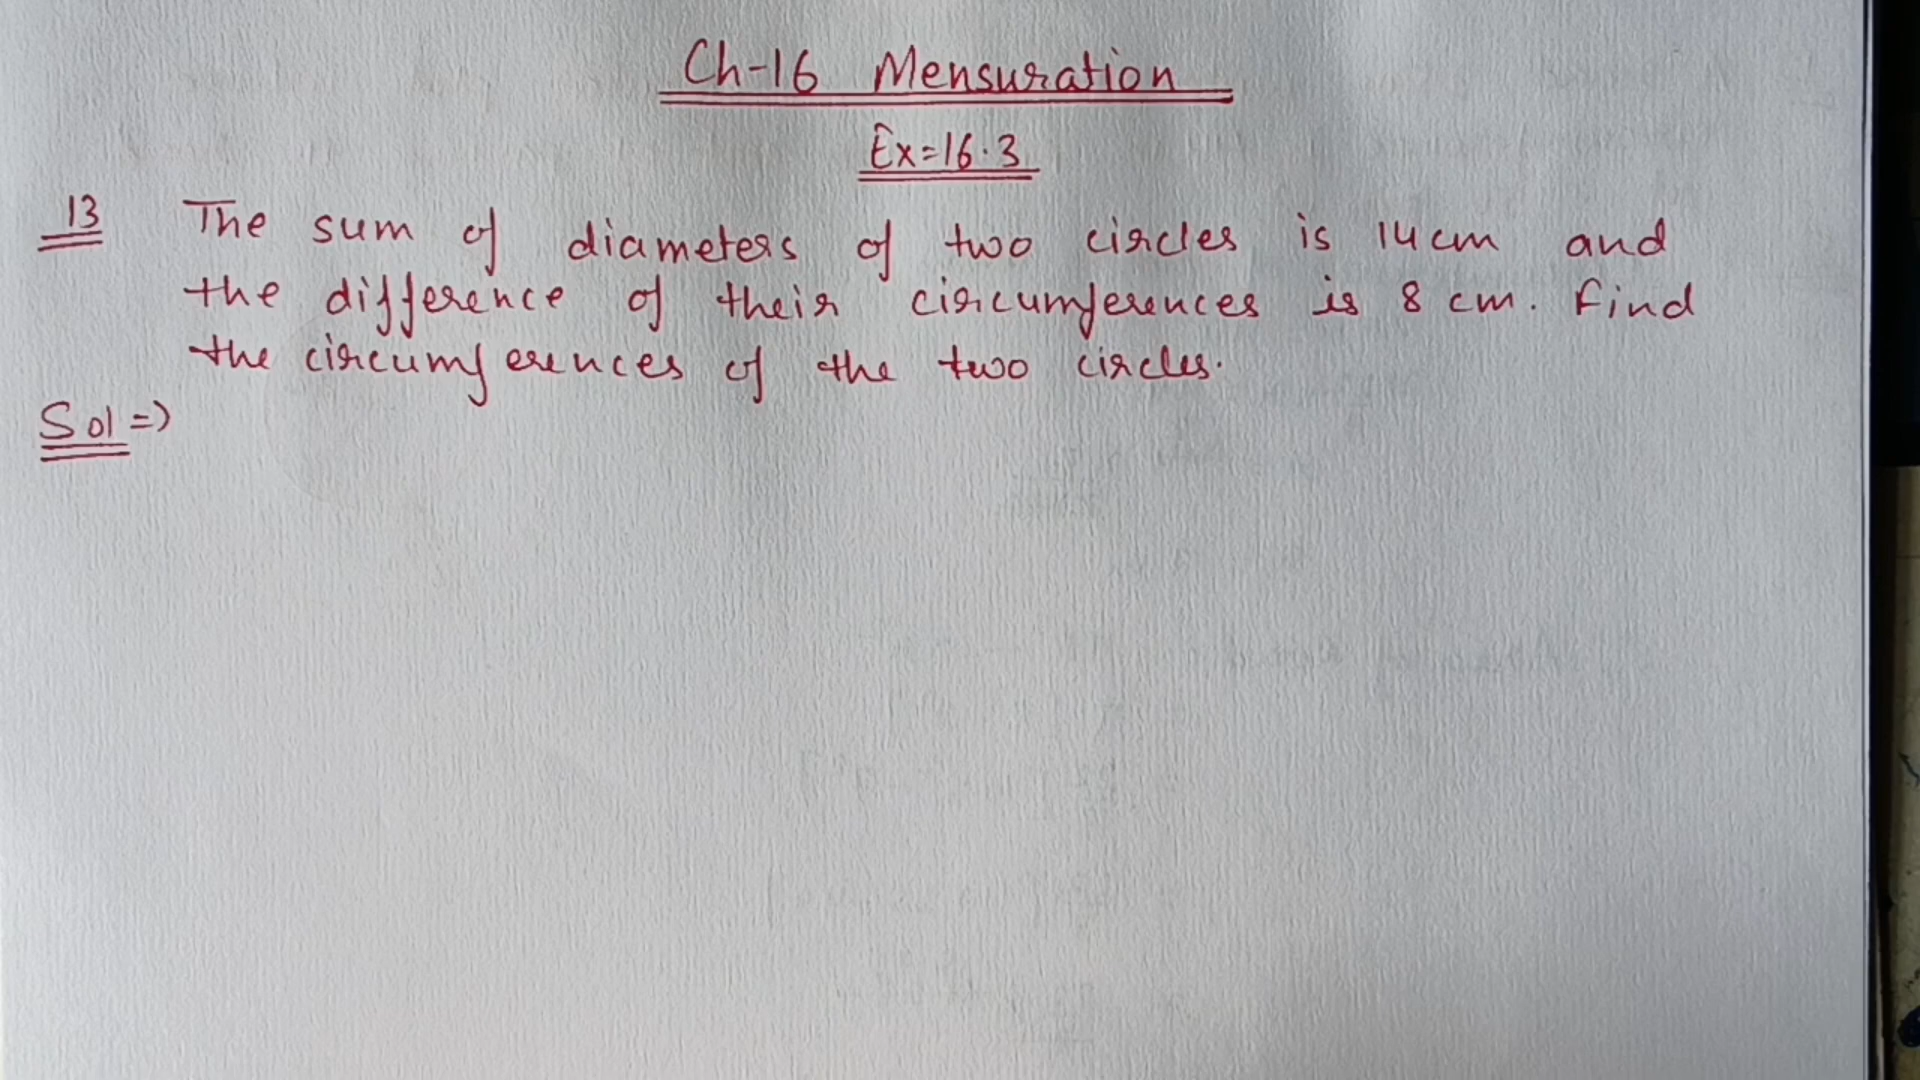 Ch-16 Mensuration
Ex=16.3
13 The sum of diameters of two circles is 14cm and
the difference of their circumferences is 8 cm. Find
the circumferences of the two circles.
Sol=>